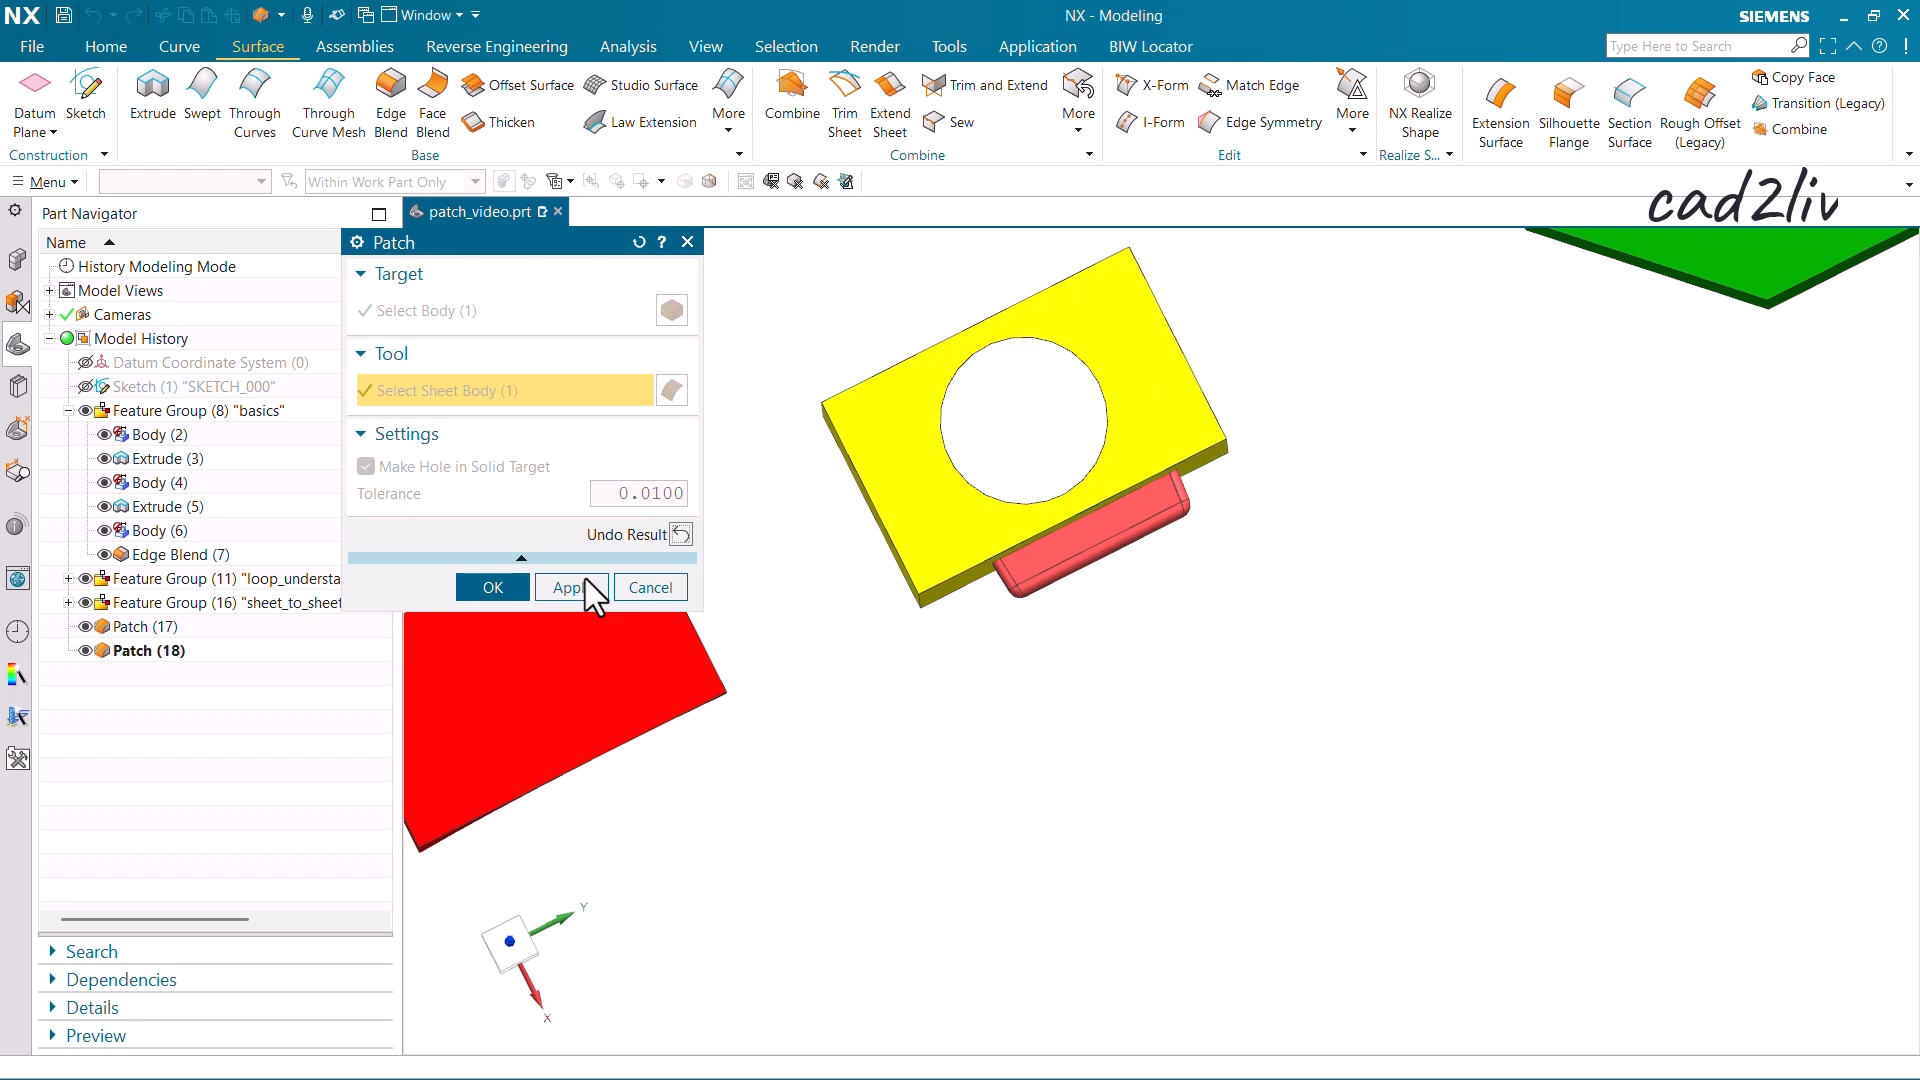 NX
Window
NX - Modeling
SIEMENS
File Home Curve Surface Assemblies Reverse Engineering Analysis View Selection Render Tools Application BIW Locator
Type Here to Search
Datum Plane
Sketch
Extrude
Swept
Through Curves
Through Curve Mesh
Edge Blend
Face Blend
Offset Surface
Thicken
Studio Surface
Law Extension
More
Combine
Trim Sheet
Extend Sheet
Trim and Extend
Sew
More
X-Form
I-Form
Match Edge
Edge Symmetry
More
NX Realize Shape
Extension Surface
Silhouette Flange
Section Surface
Rough Offset (Legacy)
Copy Face
Transition (Legacy)
Combine
Construction
Base
Combine
Edit
Realize S...
Menu
Within Work Part Only
cad2liv
Part Navigator
patch_video.prt
Name
History Modeling Mode
Model Views
Cameras
Model History
Datum Coordinate System (0)
Sketch (1) "SKETCH_000"
Feature Group (8) "basics"
Body (2)
Extrude (3)
Body (4)
Extrude (5)
Body (6)
Edge Blend (7)
Feature Group (11) "loop_understa
Feature Group (16) "sheet_to_sheet
Patch (17)
Patch (18)
Search
Dependencies
Details
Preview
Patch
Target
Select Body (1)
Tool
Select Sheet Body (1)
Settings
Make Hole in Solid Target
Tolerance 0.0100
Undo Result
OK
Cancel
Y
X